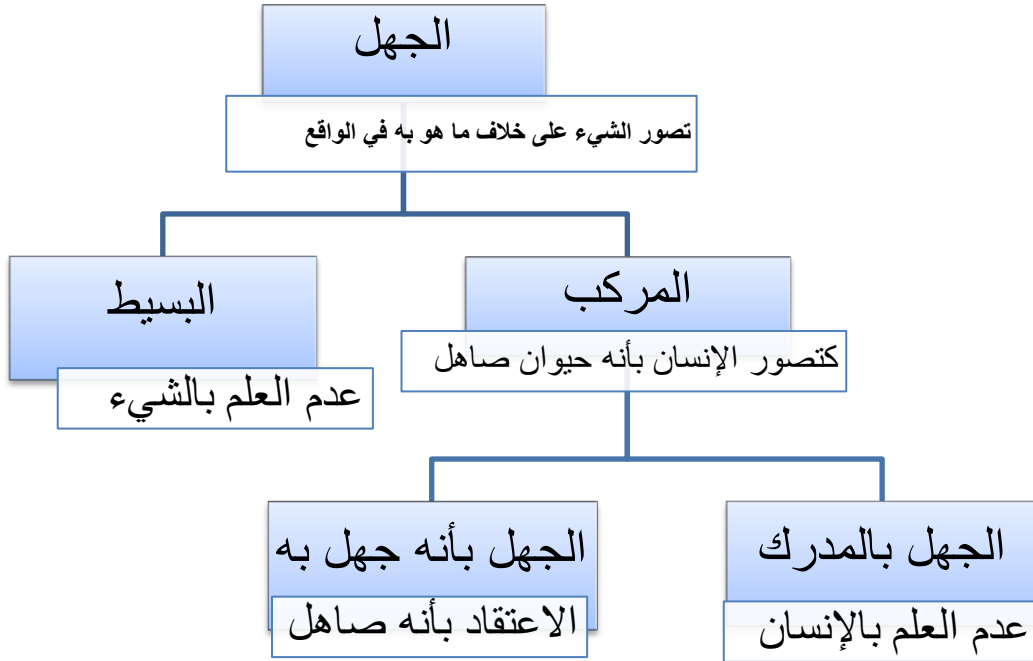 الجهل
تصور الشيء على خلاف ما هو به في الواقع
المركب
كتصور الإنسان بأنه حيوان صاهل
البسيط
عدم العلم بالشيء
الجهل بالمدرك
عدم العلم بالإنسان
الجهل بأنه جهل به
الاعتقاد بأنه صاهل